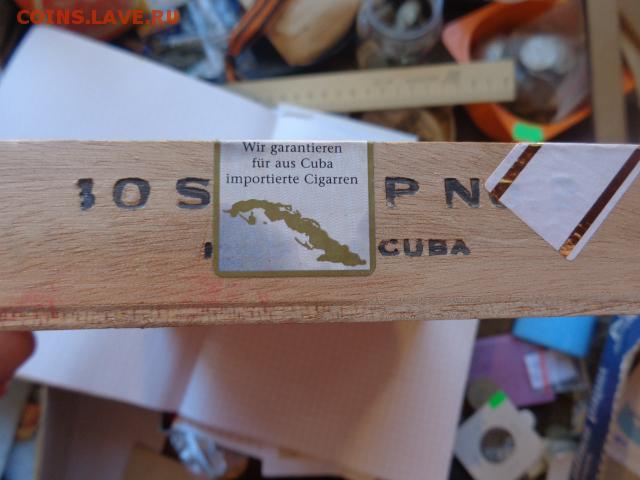 COINS.LAVE.RU
Wir garantieren
für aus Cuba
importierte Cigarren
10 S P N
CUBA